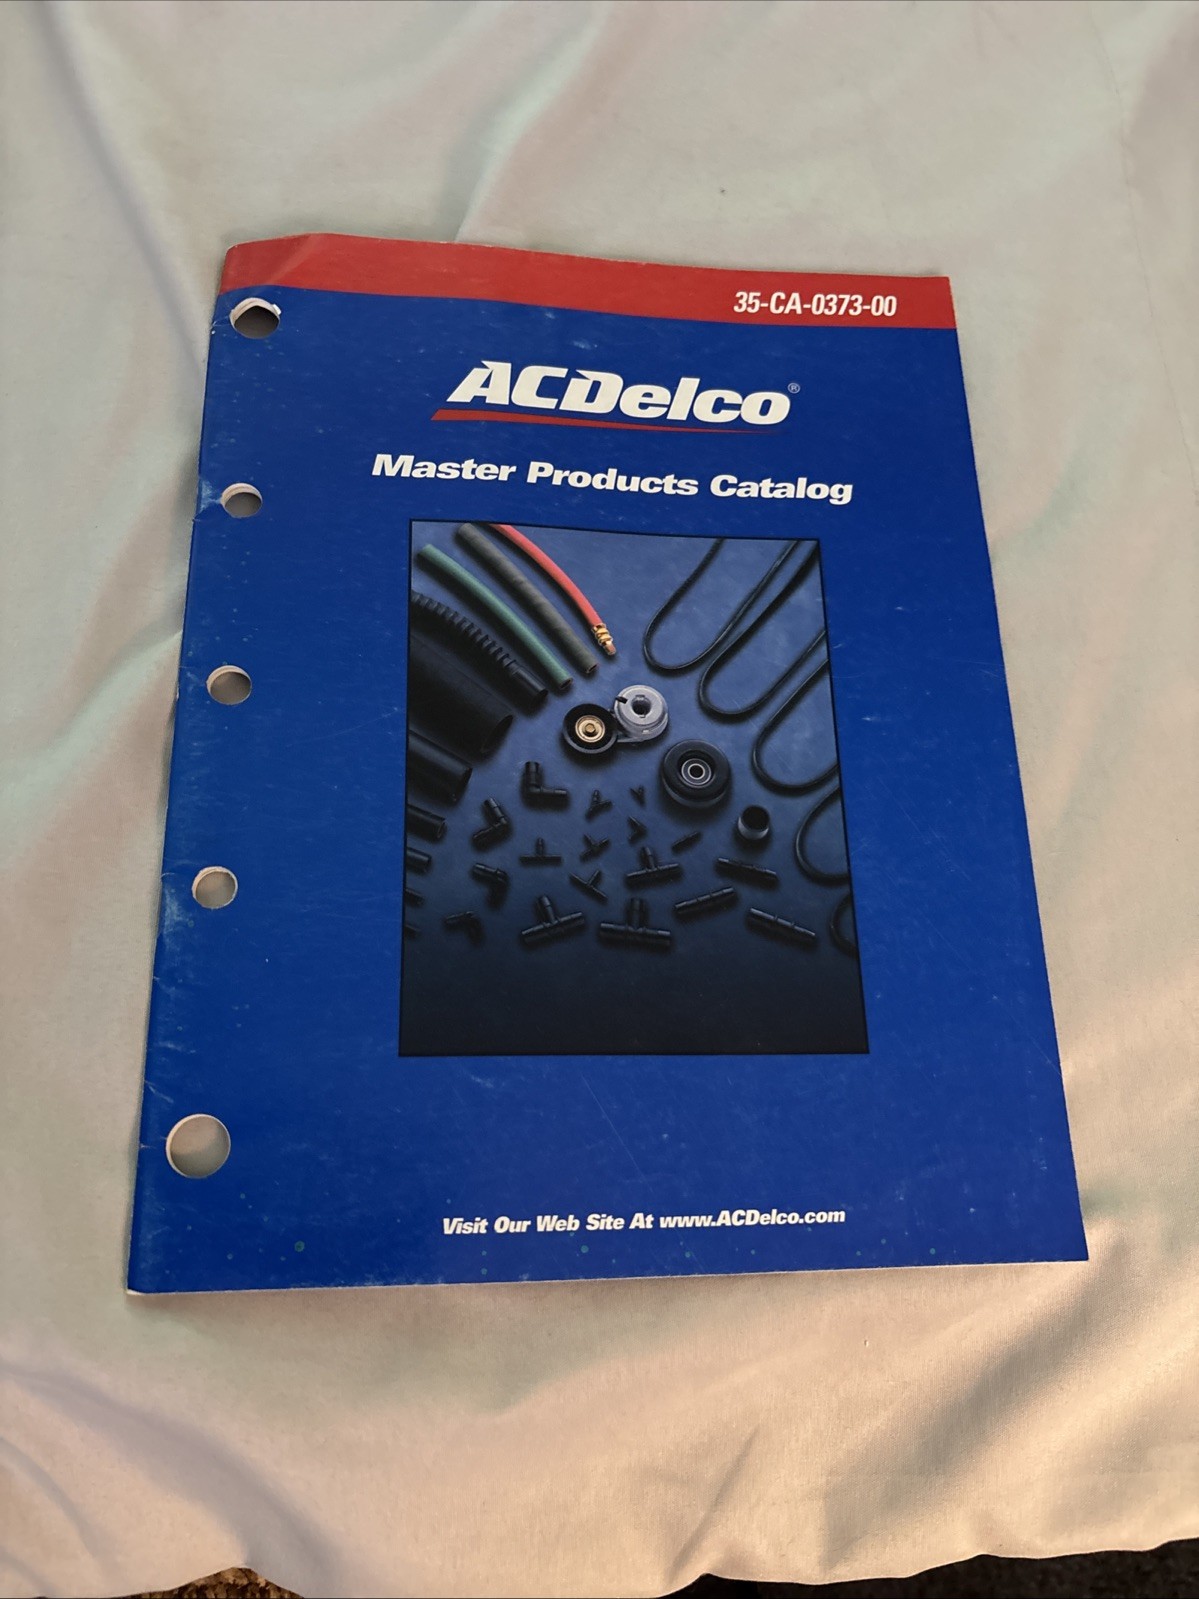 35-CA-0373-00
ACDelco®
Master Products Catalog
Visit Our Web Site At www.ACDelco.com